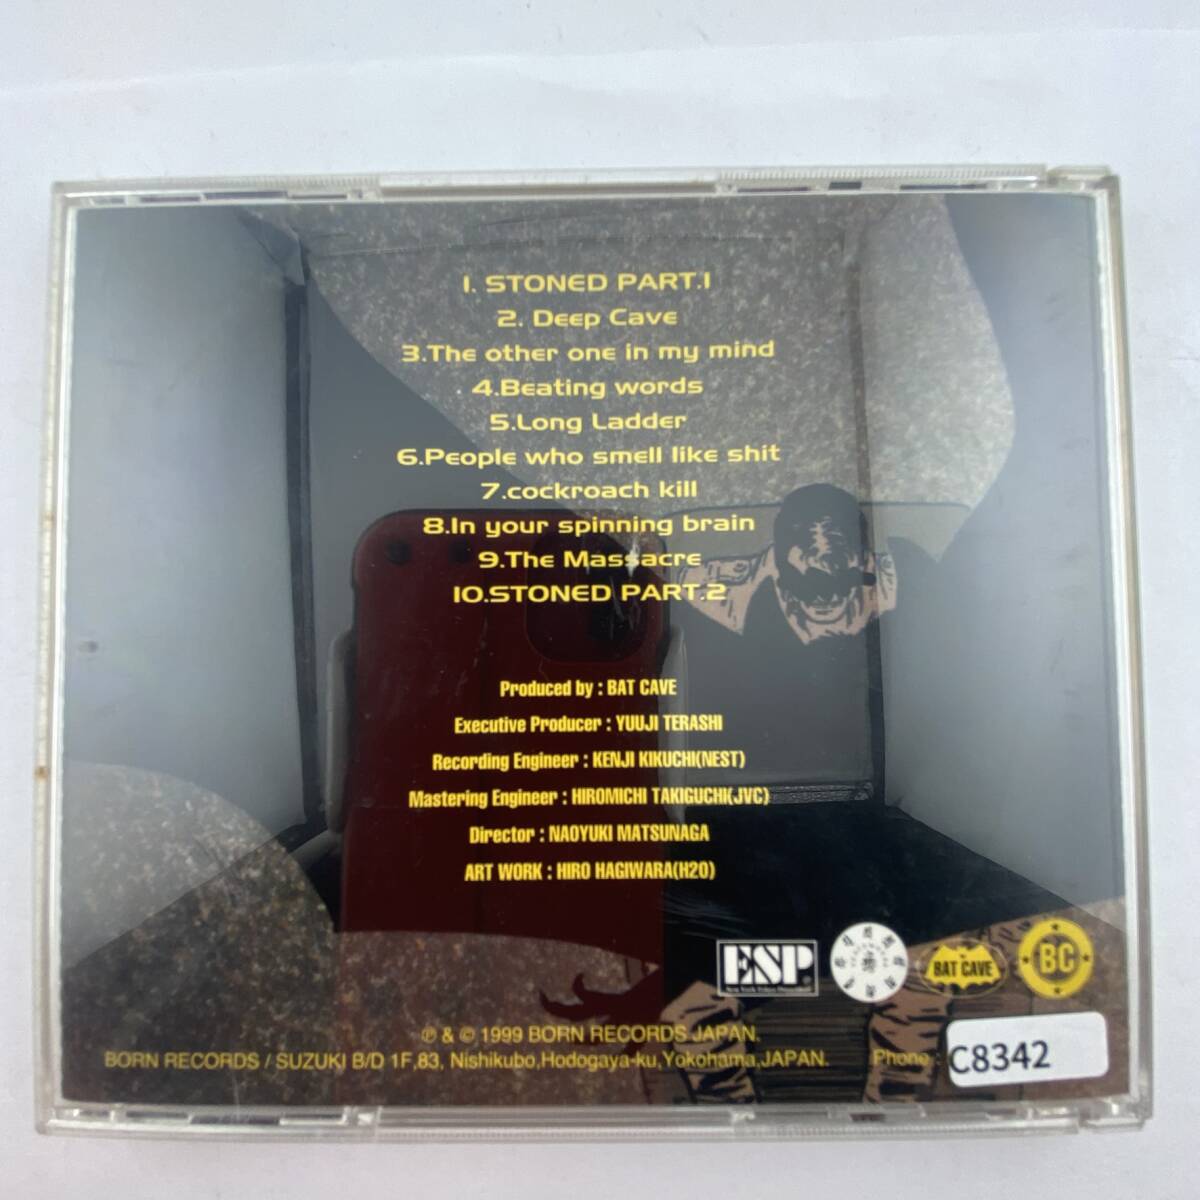 1. STONED PART.1
2. Deep Cave
3.The other one in my mind
4.Beating words
5.Long Ladder
6.People who smell like shit
7.cockroach kill
8.In your spinning brain
9.The Massacre
10.STONED PART.2
Produced by : BAT CAVE
Executive Producer : YUUJI TERASHI
Recording Engineer : KENJI KIKUCHI(NEST)
Mastering Engineer : HIROMICHI TAKIGUCHI(JVC)
Director : NAOYUKI MATSUNAGA
ART WORK : HIRO HAGIWARA(H2O)
ESP
BAT CAVE
BC
℗ & © 1999 BORN RECORDS JAPAN.
BORN RECORDS / SUZUKI B/D 1F,83, Nishikubo,Hodogaya-ku,Yokohama,JAPAN. Phone
C8342